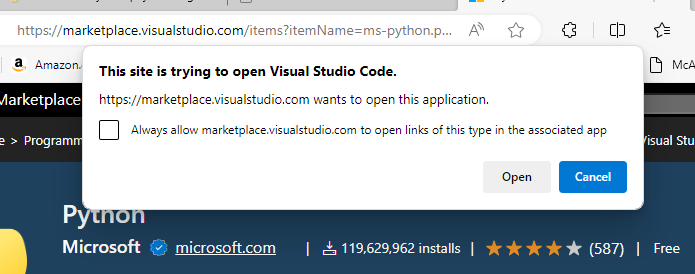 https://marketplace.visualstudio.com/items?itemName=ms-python.p...
Amazon.
McA
This site is trying to open Visual Studio Code.
https://marketplace.visualstudio.com wants to open this application.
Always allow marketplace.visualstudio.com to open links of this type in the associated app
Open
Cancel
Marketplace
e > Programm
isual Stu
Python
Microsoft microsoft.com | 119,629,962 installs | (587) | Free